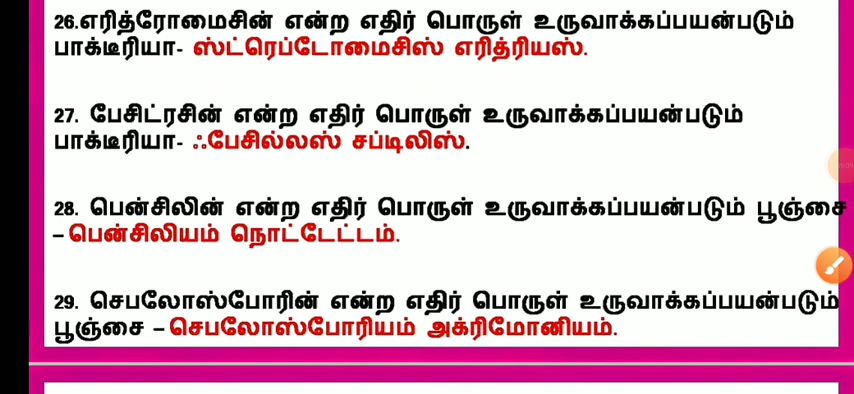 26.எரித்ரோமைசின் என்ற எதிர் பொருள் உருவாக்கப்பயன்படும்
பாக்டீரியா- ஸ்ட்ரெப்டோமைசிஸ் எரித்ரியஸ்.
27. பேசிட்ரசின் என்ற எதிர் பொருள் உருவாக்கப்பயன்படும்
பாக்டீரியா- ஃபேசில்லஸ் சப்டிலிஸ்.
28. பென்சிலின் என்ற எதிர் பொருள் உருவாக்கப்பயன்படும் பூஞ்சை
– பென்சிலியம் நொட்டேட்டம்.
29. செபலோஸ்போரின் என்ற எதிர் பொருள் உருவாக்கப்பயன்படும்
பூஞ்சை – செபலோஸ்போரியம் அக்ரிமோனியம்.